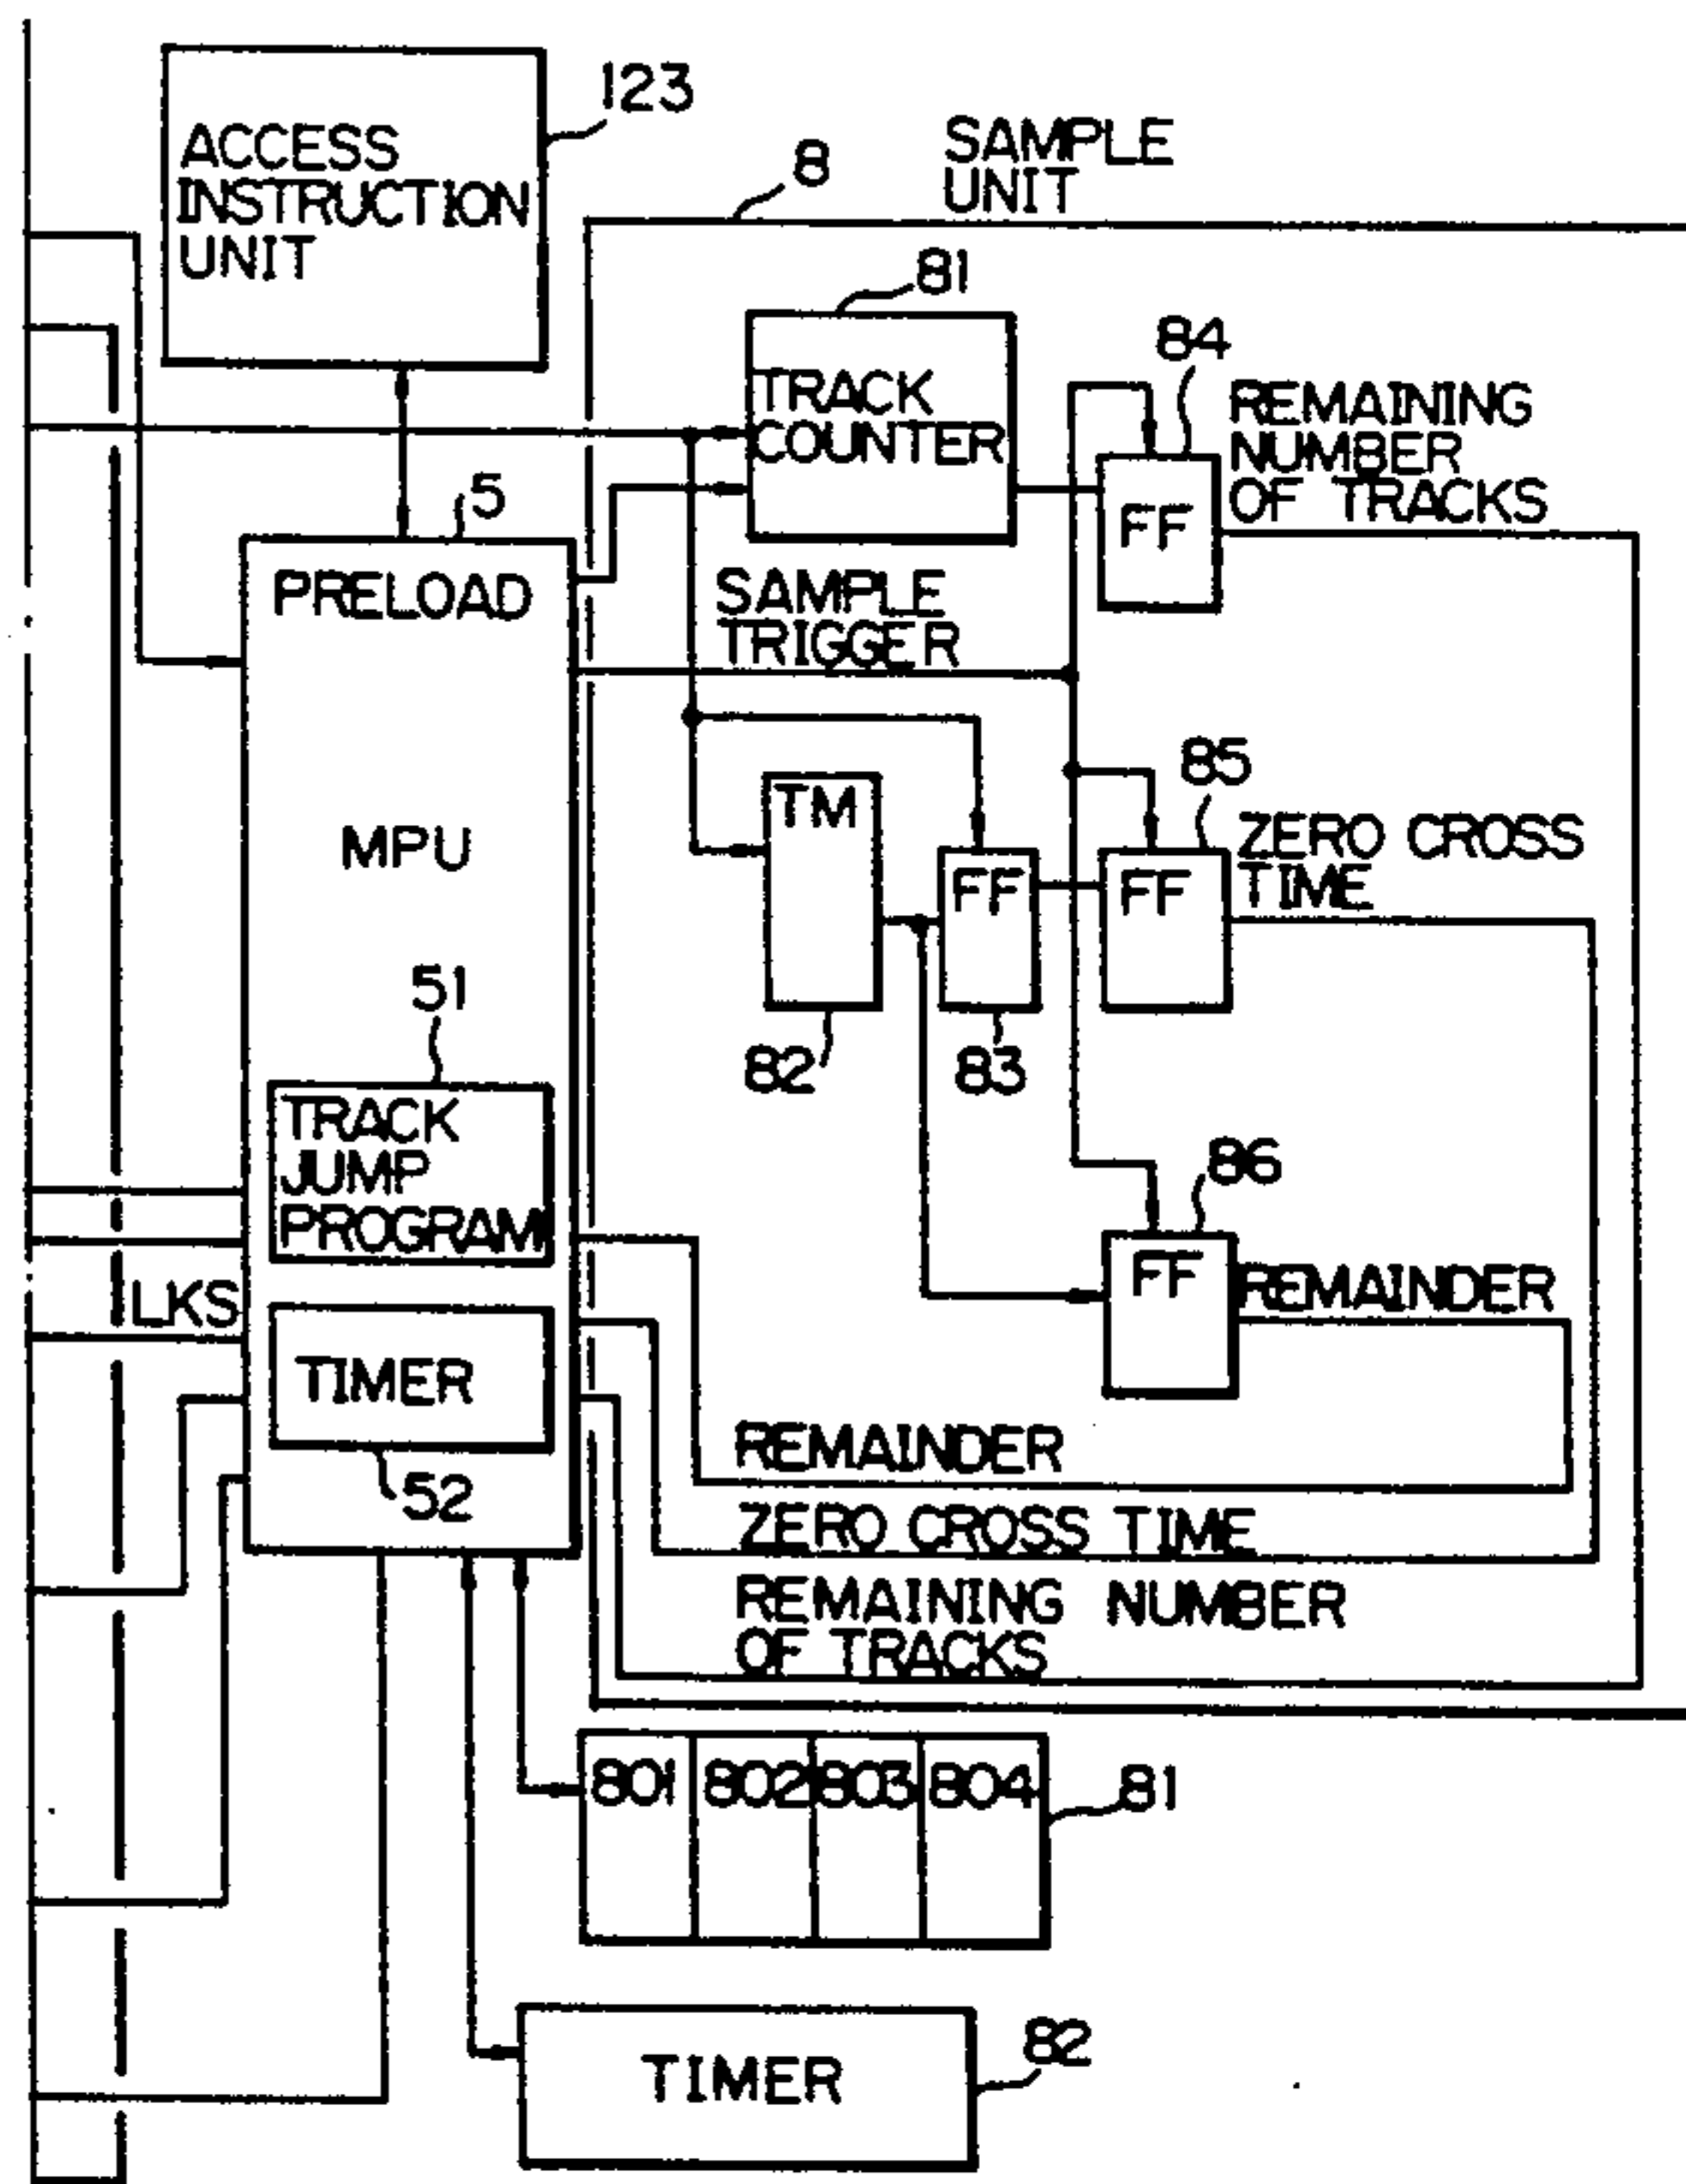 ACCESS
INSTRUCTION
UNIT
123
8
SAMPLE
UNIT
81
TRACK
COUNTER
84
FF
REMAINING
NUMBER
OF TRACKS
5
PRELOAD
MPU
SAMPLE
TRIGGER
TM
82
FF
83
85
FF
ZERO CROSS
TIME
51
TRACK
JUMP
PROGRAM
86
FF
REMAINDER
LKS
TIMER
52
REMAINDER
ZERO CROSS TIME
REMAINING NUMBER
OF TRACKS
801 802 803 804
81
TIMER
82